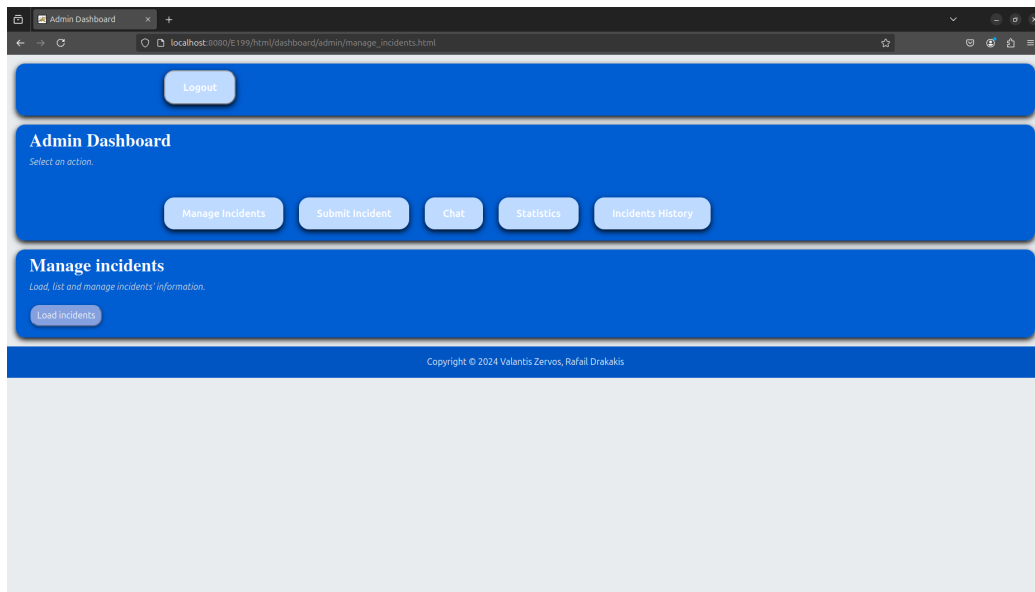 Admin Dashboard
localhost:8080/E199/html/dashboard/admin/manage_incidents.html
Logout
Admin Dashboard
Select an action.
Manage Incidents Submit Incident Chat Statistics Incidents History
Manage incidents
Load, list and manage incidents' information.
Load incidents
Copyright © 2024 Valantis Zervos, Rafail Drakakis